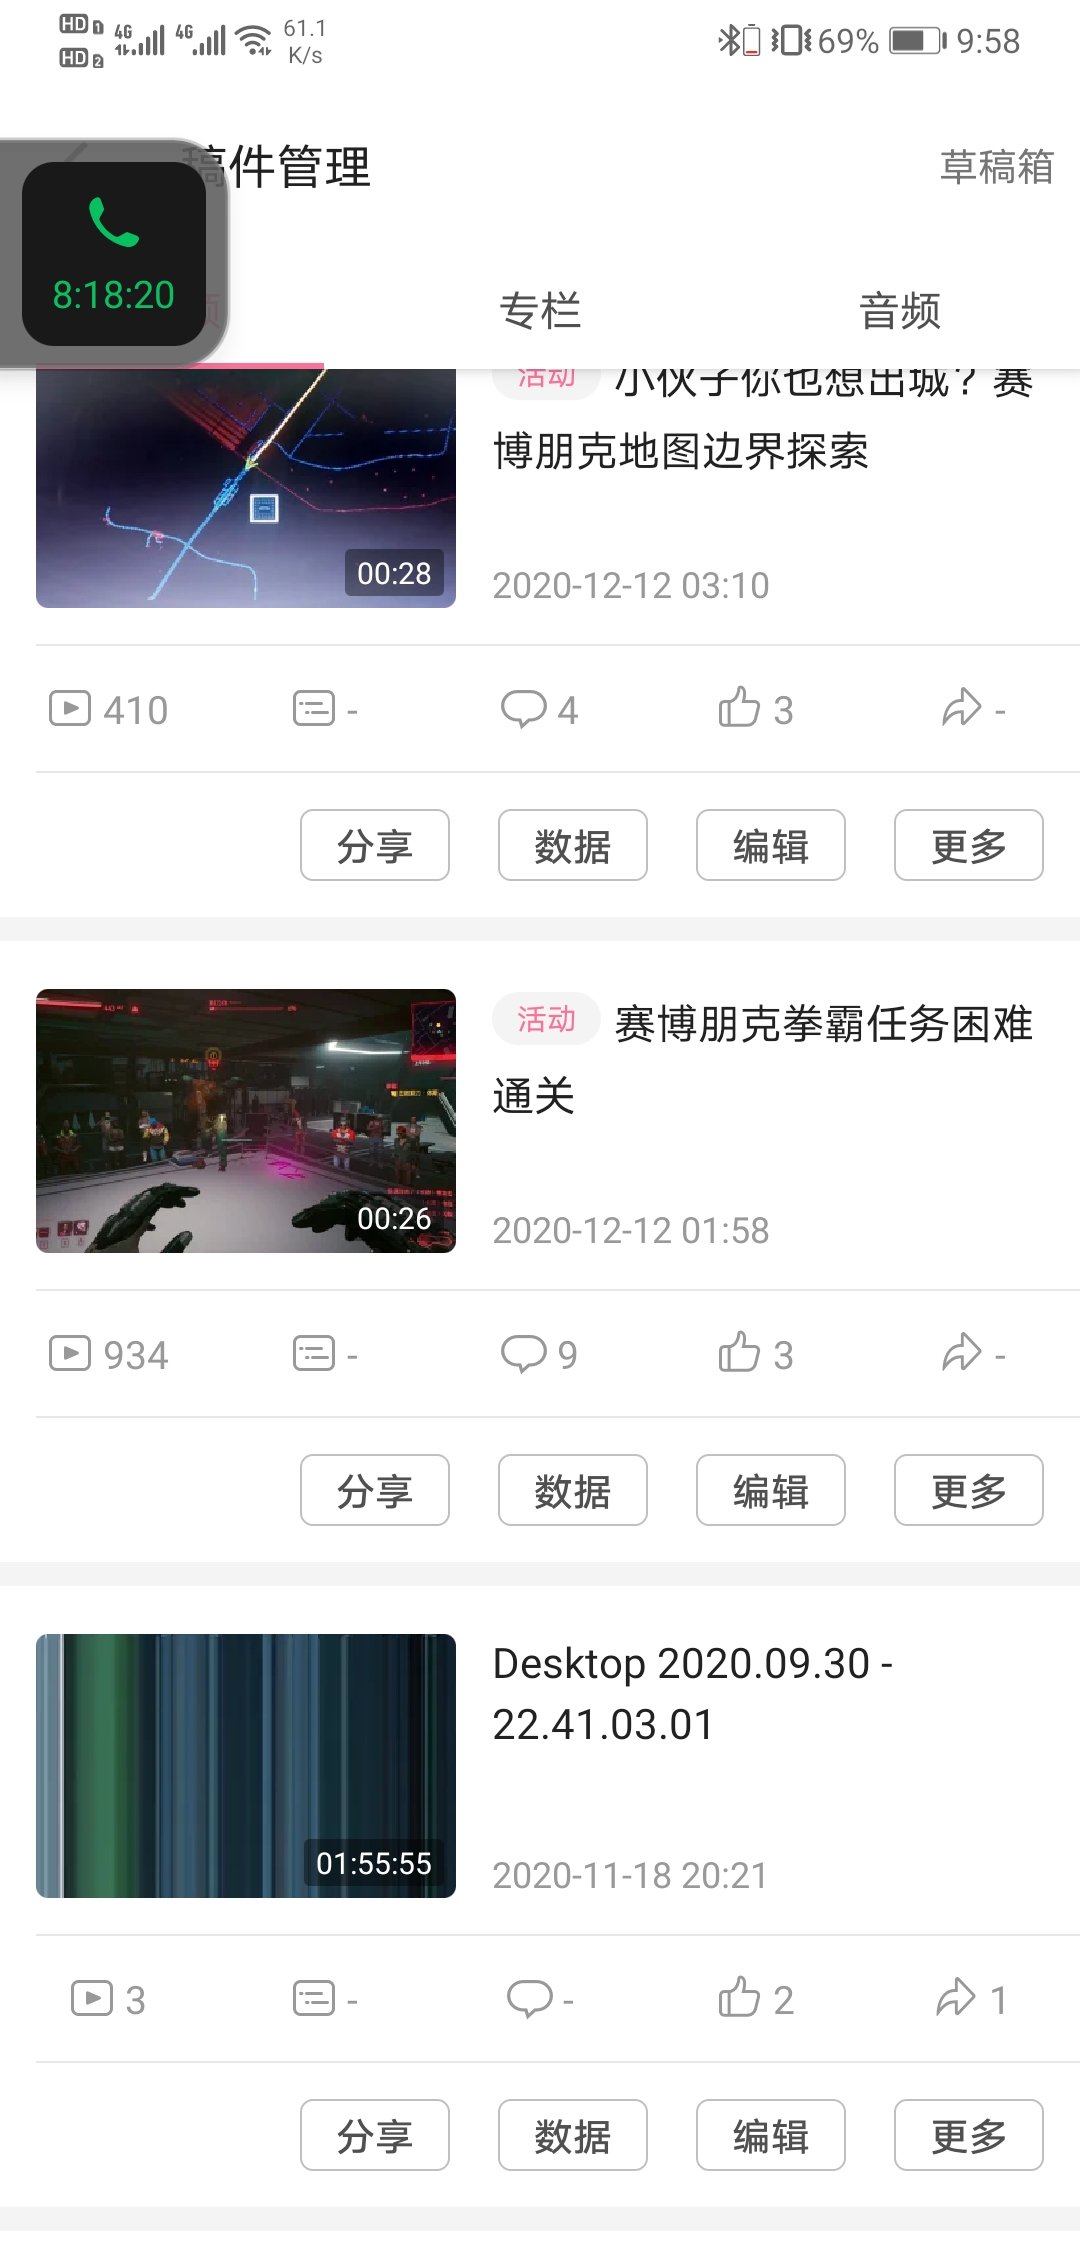 HD 1 4G 4G 61.1
HD 2 K/s
69% 9:58
稿件管理
草稿箱
8:18:20
专栏
音频
活动 小伙子你也想出城？赛
博朋克地图边界探索
00:28
2020-12-12 03:10
410 - 4 3 -
分享 数据 编辑 更多
活动 赛博朋克拳霸任务困难
通关
00:26
2020-12-12 01:58
934 - 9 3 -
分享 数据 编辑 更多
Desktop 2020.09.30 -
22.41.03.01
01:55:55
2020-11-18 20:21
3 - - 2 1
分享 数据 编辑 更多